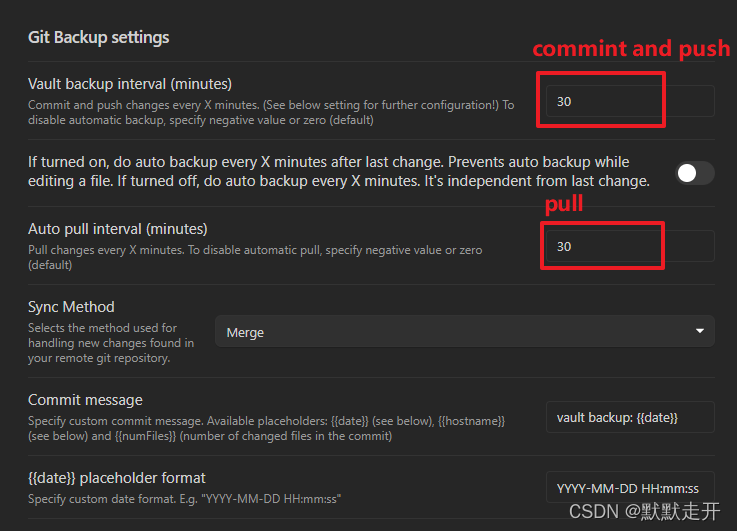 Git Backup settings
commint and push
Vault backup interval (minutes)
Commit and push changes every X minutes. (See below setting for further configuration!) To
disable automatic backup, specify negative value or zero (default)
30
If turned on, do auto backup every X minutes after last change. Prevents auto backup while
editing a file. If turned off, do auto backup every X minutes. It's independent from last change.
pull
Auto pull interval (minutes)
Pull changes every X minutes. To disable automatic pull, specify negative value or zero
(default)
30
Sync Method
Selects the method used for
handling new changes found in
your remote git repository.
Merge
Commit message
Specify custom commit message. Available placeholders: {{date}} (see below), {{hostname}}
(see below) and {{numFiles}} (number of changed files in the commit)
vault backup: {{date}}
{{date}} placeholder format
Specify custom date format. E.g. "YYYY-MM-DD HH:mm:ss"
YYYY-MM-DD HH:mm:ss
CSDN @默默走开